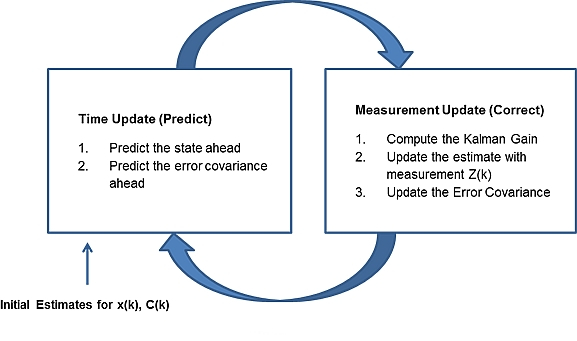 Time Update (Predict)
1. Predict the state ahead
2. Predict the error covariance
ahead
Measurement Update (Correct)
1. Compute the Kalman Gain
2. Update the estimate with
measurement Z(k)
3. Update the Error Covariance
Initial Estimates for x(k), C(k)